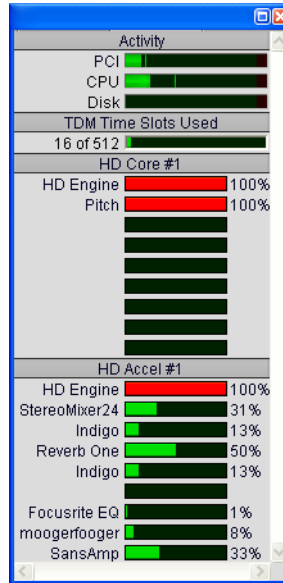 Activity
PCI
CPU
Disk
TDM Time Slots Used
16 of 512
HD Core #1
HD Engine 100%
Pitch 100%
HD Accel #1
HD Engine 100%
StereoMixer24 31%
Indigo 13%
Reverb One 50%
Indigo 13%
Focusrite EQ 1%
moogerfooger 8%
SansAmp 33%